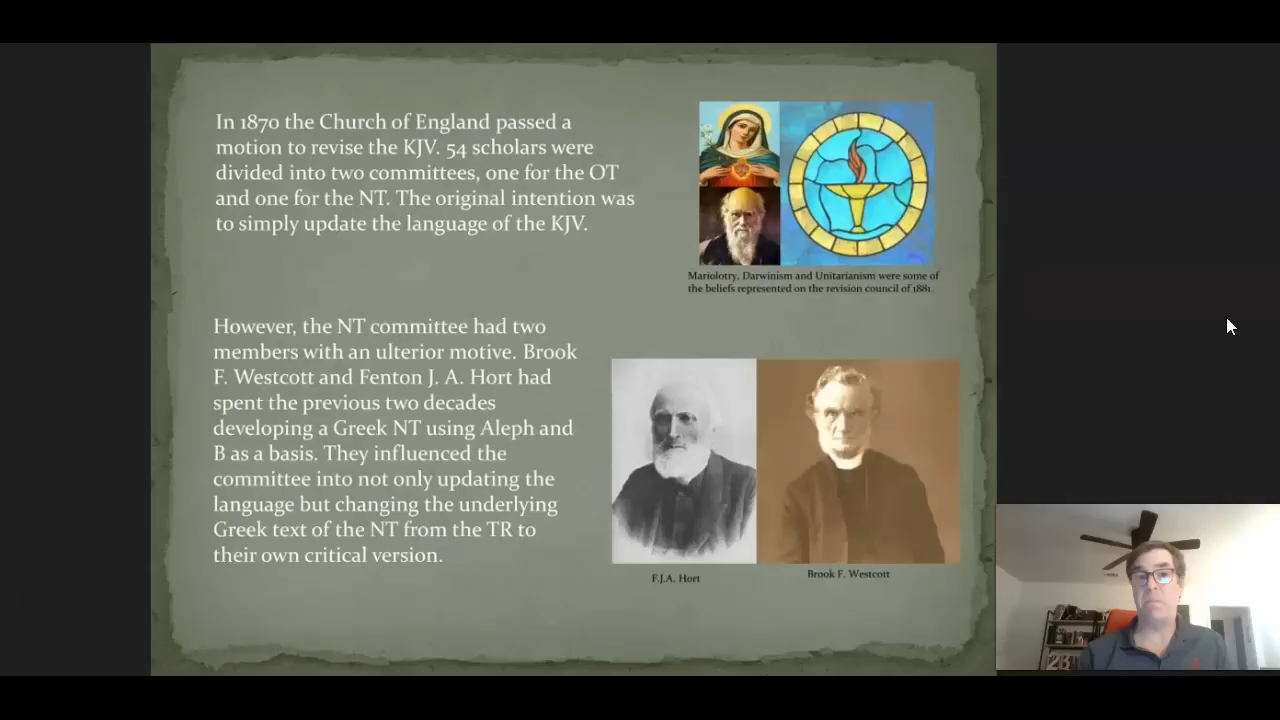 In 1870 the Church of England passed a
motion to revise the KJV. 54 scholars were
divided into two committees, one for the OT
and one for the NT. The original intention was
to simply update the language of the KJV.
Mariolotry, Darwinism and Unitarianism were some of
the beliefs represented on the revision council of 1881.
However, the NT committee had two
members with an ulterior motive. Brook
F. Westcott and Fenton J. A. Hort had
spent the previous two decades
developing a Greek NT using Aleph and
B as a basis. They influenced the
committee into not only updating the
language but changing the underlying
Greek text of the NT from the TR to
their own critical version.
F.J.A. Hort
Brook F. Westcott